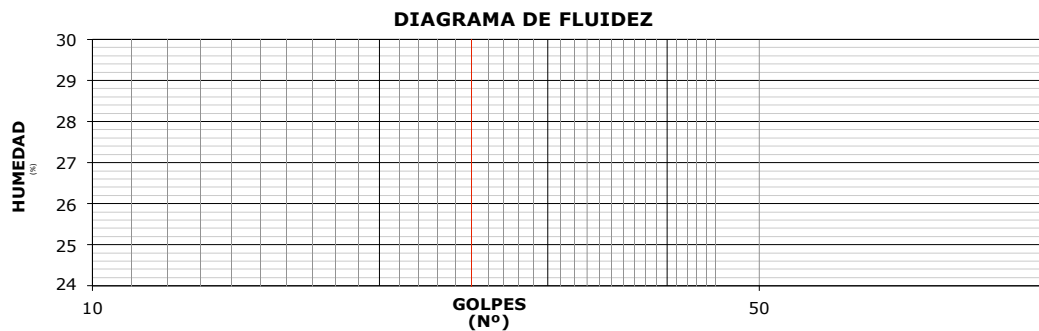 DIAGRAMA DE FLUIDEZ
30
29
28
27
26
25
24
HUMEDAD
(%)
10
50
GOLPES
(Nº)